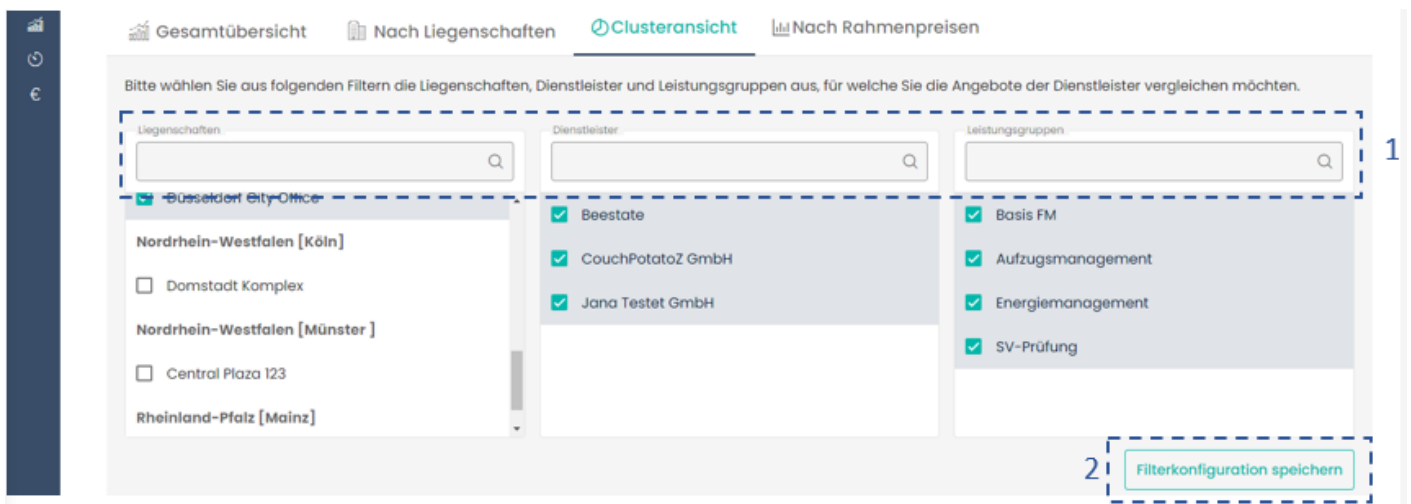 Gesamtübersicht Nach Liegenschaften Clusteransicht Nach Rahmenpreisen
€
Bitte wählen Sie aus folgenden Filtern die Liegenschaften, Dienstleister und Leistungsgruppen aus, für welche Sie die Angebote der Dienstleister vergleichen möchten.
Liegenschaften
Dienstleister
Leistungsgruppen
1
Düsseldorf City Office
Nordrhein-Westfalen [Köln]
Domstadt Komplex
Nordrhein-Westfalen [Münster ]
Central Plaza 123
Rheinland-Pfalz [Mainz]
Beestate
CouchPotatoZ GmbH
Jana Testet GmbH
Basis FM
Aufzugsmanagement
Energiemanagement
SV-Prüfung
2
Filterkonfiguration speichern